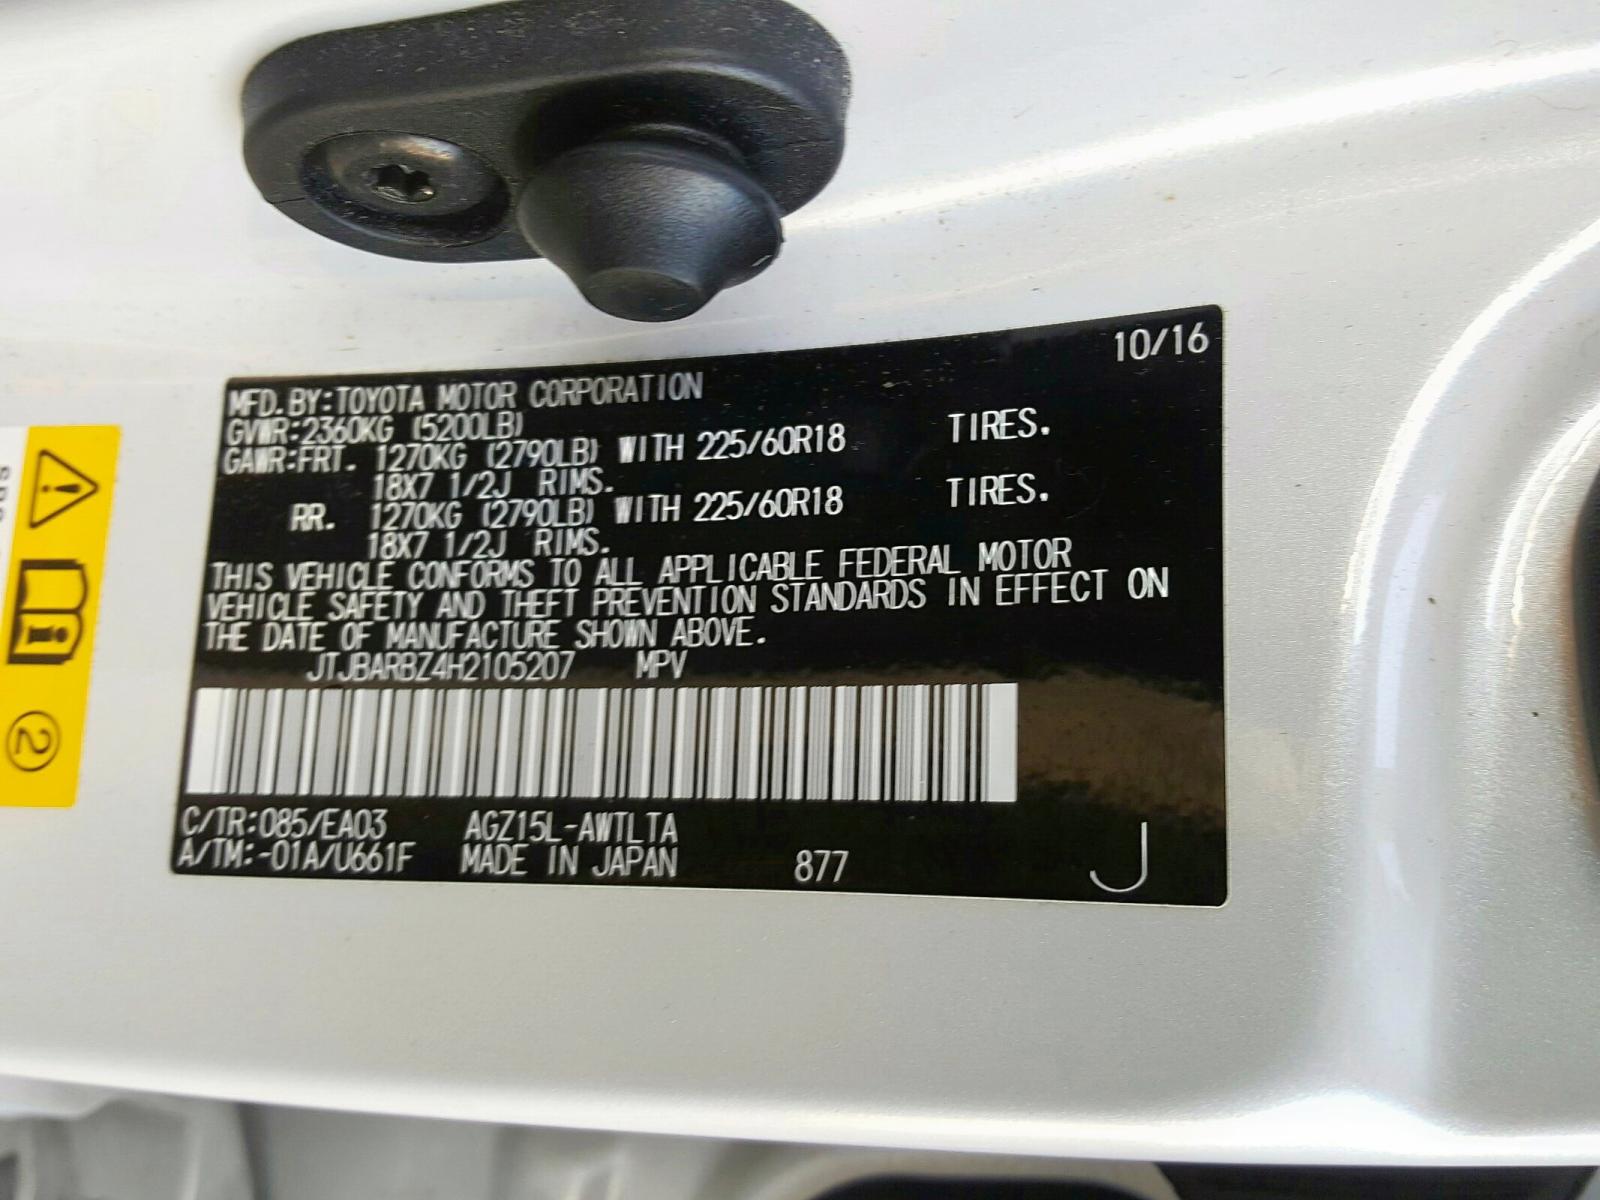 10/16
MFD. BY:TOYOTA MOTOR CORPORATION
GVWR:2360KG (5200LB)
GAWR:FRT. 1270KG (2790LB) WITH 225/60R18 TIRES.
18X7 1/2J RIMS.
RR. 1270KG (2790LB) WITH 225/60R18 TIRES.
18X7 1/2J RIMS.
THIS VEHICLE CONFORMS TO ALL APPLICABLE FEDERAL MOTOR
VEHICLE SAFETY AND THEFT PREVENTION STANDARDS IN EFFECT ON
THE DATE OF MANUFACTURE SHOWN ABOVE.
JTJBARBZ4H2105207 MPV
C/TR:085/EA03 AGZ15L-AWTLTA
A/TM:-01A/U661F MADE IN JAPAN 877 J
2